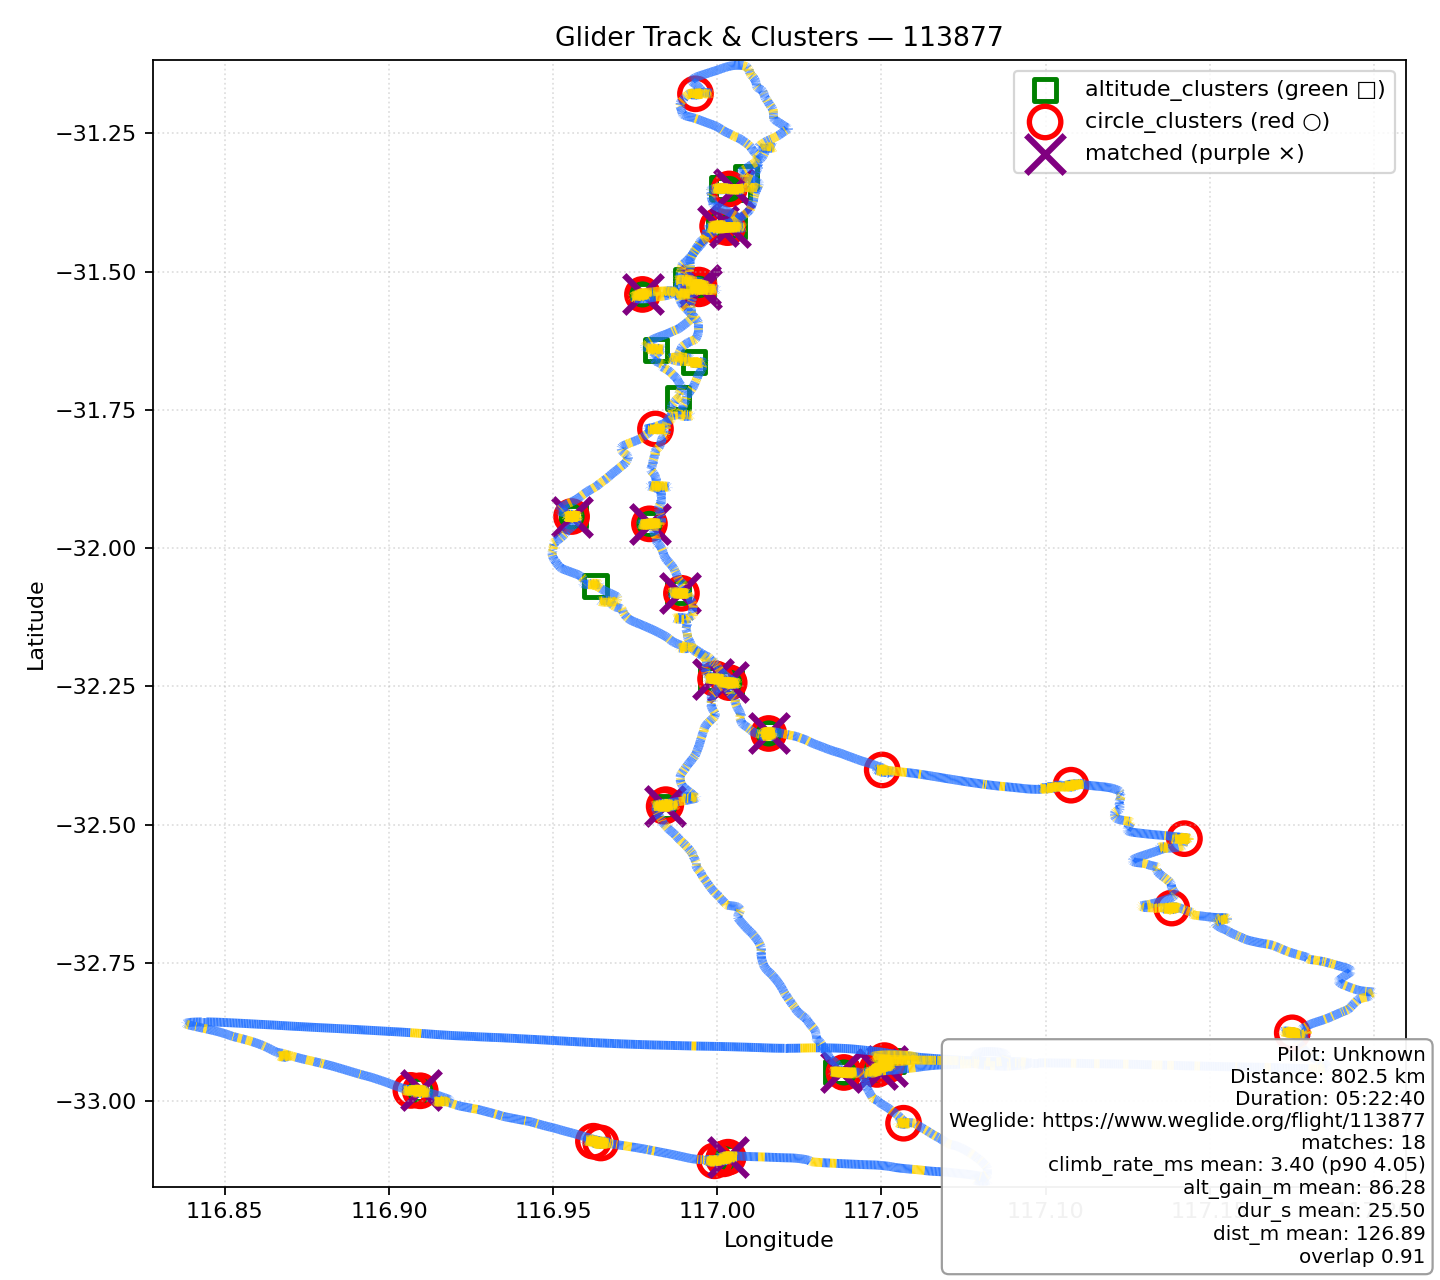 Glider Track & Clusters — 113877
altitude_clusters (green □)
circle_clusters (red ○)
matched (purple ×)
−31.25
−31.50
−31.75
−32.00
−32.25
−32.50
−32.75
−33.00
Latitude
116.85
116.90
116.95
117.00
117.05
117.10
Longitude
Pilot: Unknown
Distance: 802.5 km
Duration: 05:22:40
Weglide: https://www.weglide.org/flight/113877
matches: 18
climb_rate_ms mean: 3.40 (p90 4.05)
alt_gain_m mean: 86.28
dur_s mean: 25.50
dist_m mean: 126.89
overlap 0.91